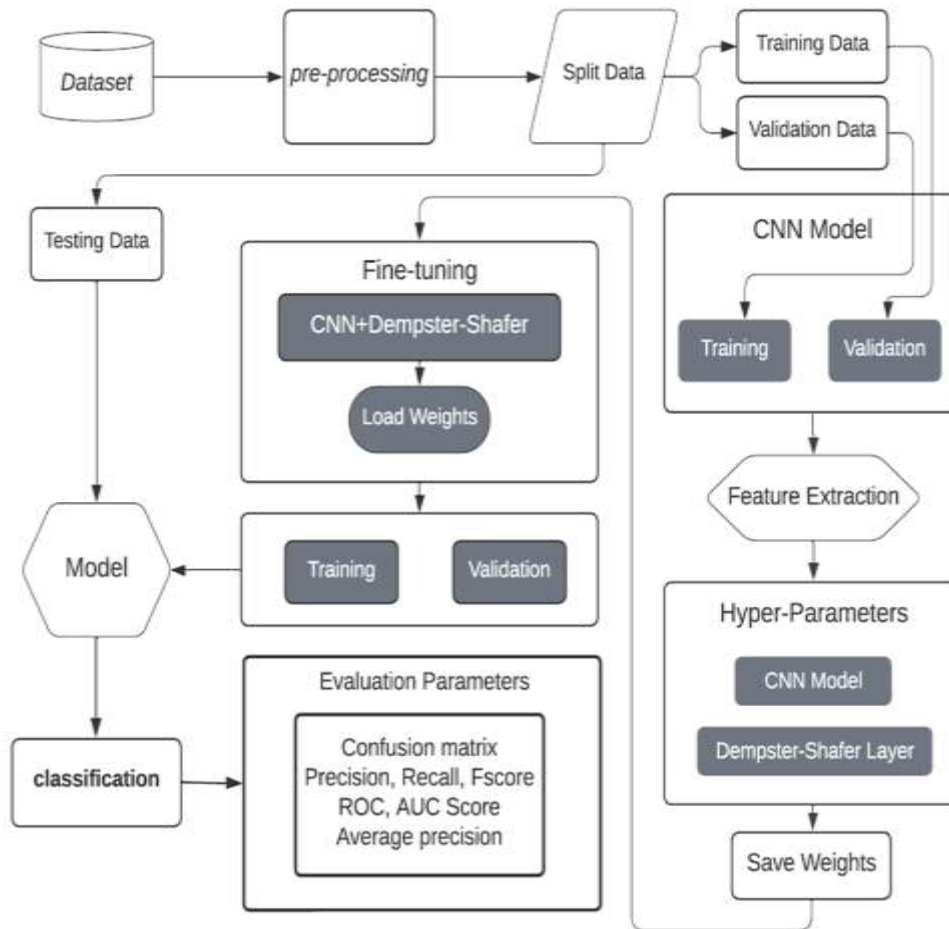 Dataset
pre-processing
Split Data
Training Data
Validation Data
Testing Data
CNN Model
Training
Validation
Feature Extraction
Hyper-Parameters
CNN Model
Dempster-Shafer Layer
Save Weights
Fine-tuning
CNN+Dempster-Shafer
Load Weights
Training
Validation
Model
classification
Evaluation Parameters
Confusion matrix
Precision, Recall, Fscore
ROC, AUC Score
Average precision